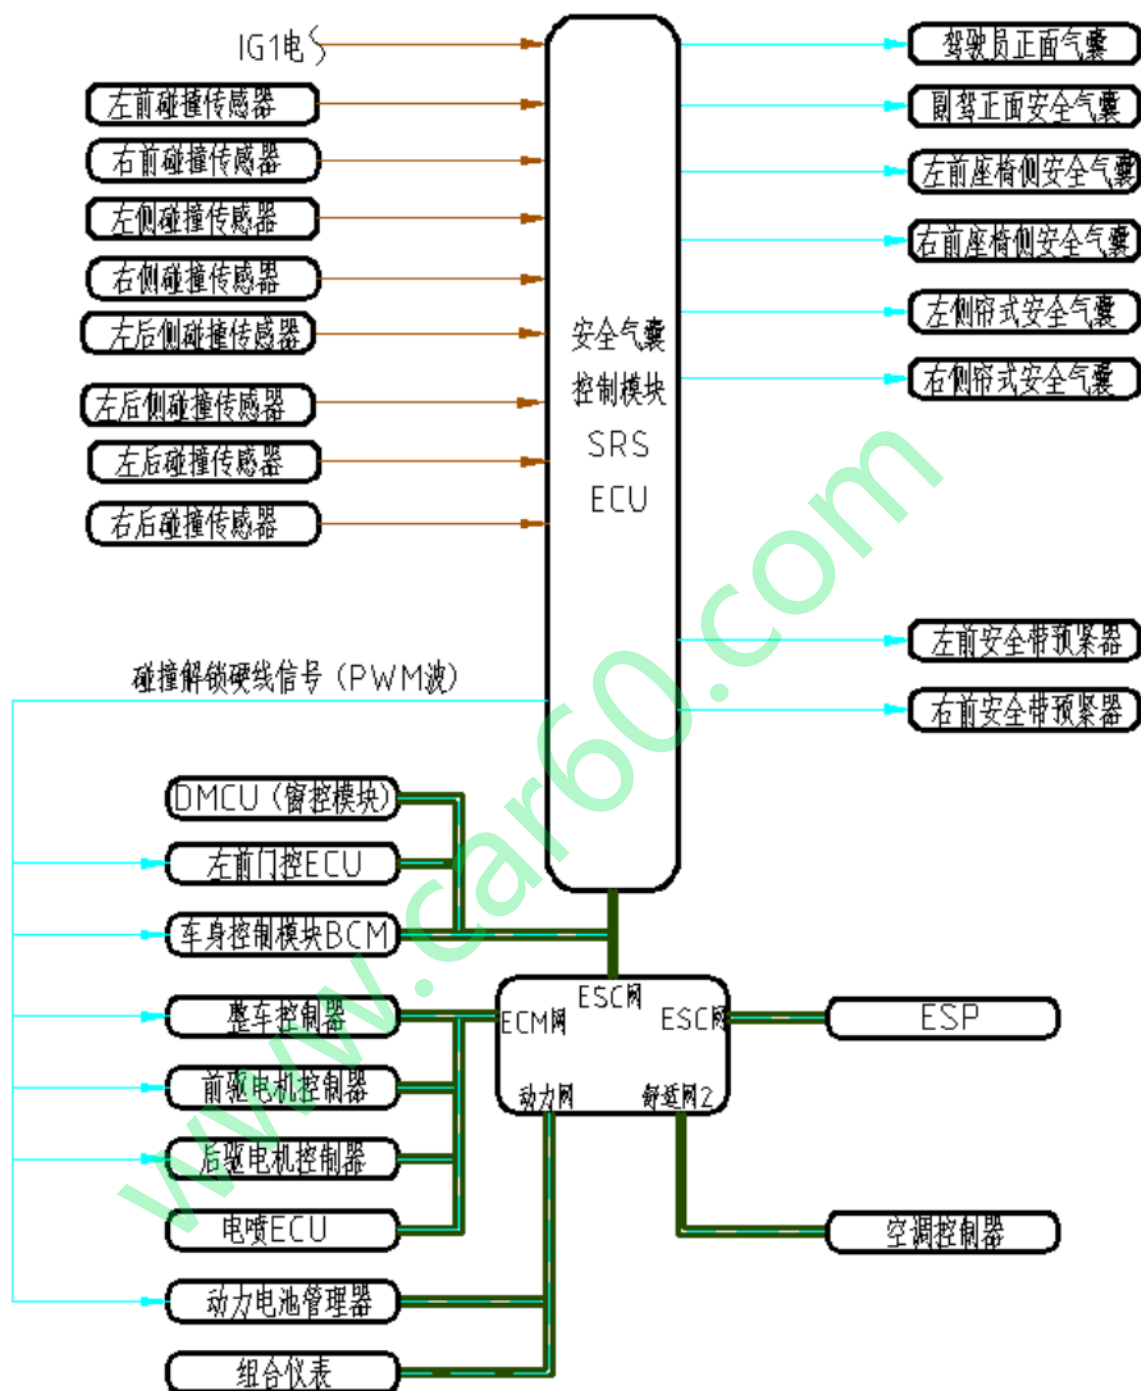 IG1电
左前碰撞传感器
右前碰撞传感器
左侧碰撞传感器
右侧碰撞传感器
左后侧碰撞传感器
左后侧碰撞传感器
左后碰撞传感器
右后碰撞传感器
安全气囊
控制模块
SRS
ECU
驾驶员正面气囊
副驾正面安全气囊
左前座椅侧安全气囊
右前座椅侧安全气囊
左侧帘式安全气囊
右侧帘式安全气囊
左前安全带预紧器
右前安全带预紧器
碰撞解锁硬线信号（PWM波）
DMCU（窗控模块）
左前门控ECU
车身控制模块BCM
整车控制器
前驱电机控制器
后驱电机控制器
电喷ECU
动力电池管理器
组合仪表
ESC网
ECM网
ESC网
动力网
舒适网2
ESP
空调控制器
www.car60.com